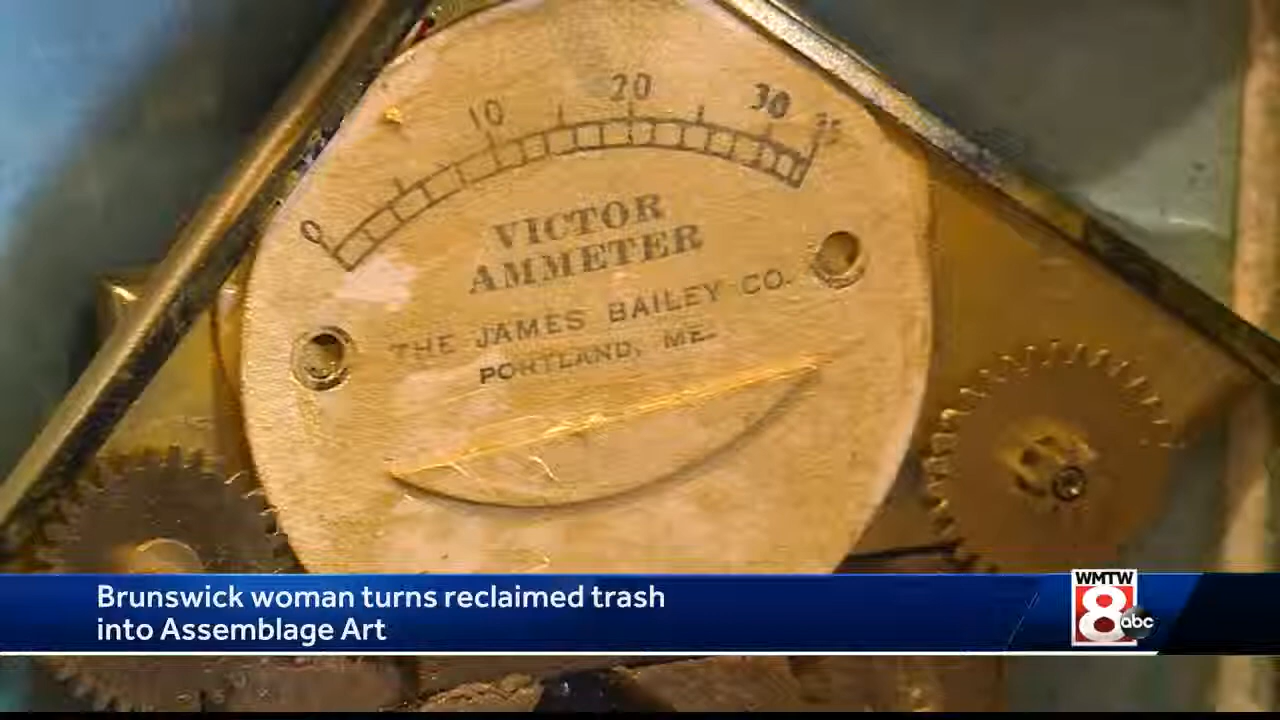 10 20 30 35
0
VICTOR
AMMETER
THE JAMES BAILEY CO.
PORTLAND, ME.
Brunswick woman turns reclaimed trash
into Assemblage Art
WMTW
8
abc